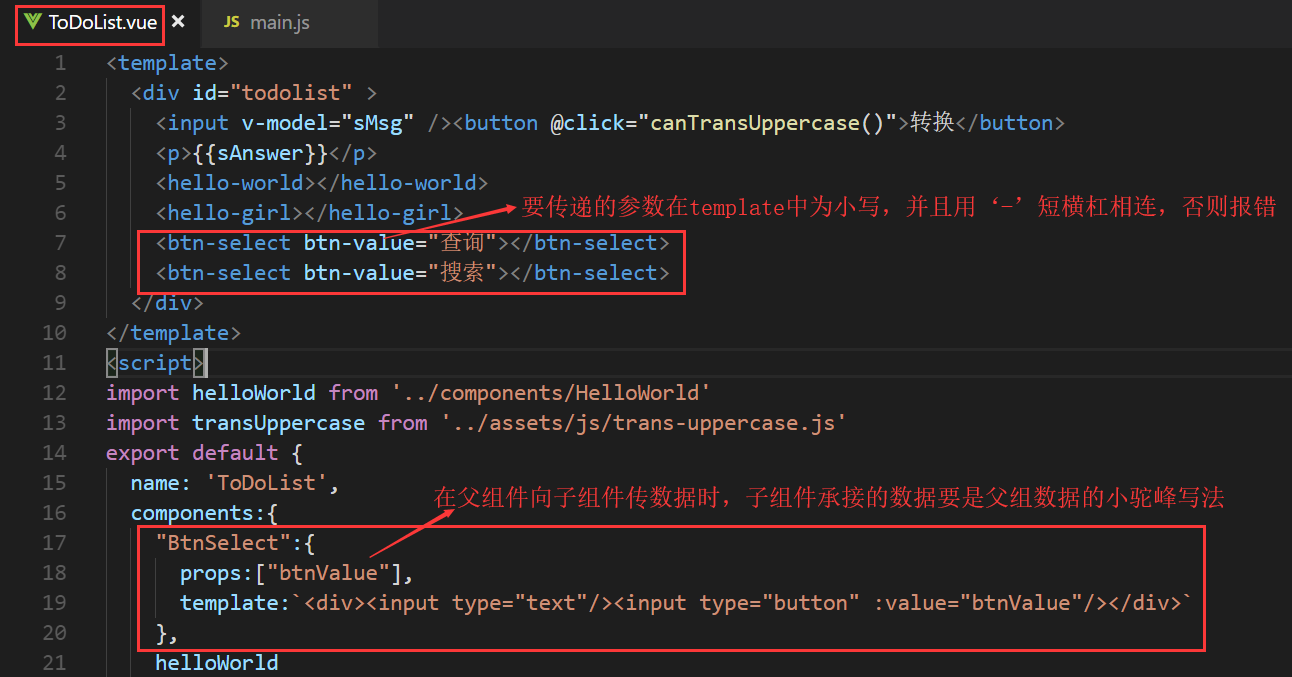 ToDoList.vue × JS main.js
1 <template>
2 <div id="todolist" >
3 <input v-model="sMsg" /><button @click="canTransUppercase()">转换</button>
4 <p>{{sAnswer}}</p>
5 <hello-world></hello-world>
6 <hello-girl></hello-girl>
要传递的参数在template中为小写，并且用‘-’短横杠相连，否则报错
7 <btn-select btn-value="查询"></btn-select>
8 <btn-select btn-value="搜索"></btn-select>
9 </div>
10 </template>
11 <script>
12 import helloWorld from '../components/HelloWorld'
13 import transUppercase from '../assets/js/trans-uppercase.js'
14 export default {
15 name: 'ToDoList',
在父组件向子组件传数据时，子组件承接的数据要是父组数据的小驼峰写法
16 components:{
17 "BtnSelect":{
18 props:["btnValue"],
19 template:`<div><input type="text"/><input type="button" :value="btnValue"/></div>`
20 },
21 helloWorld